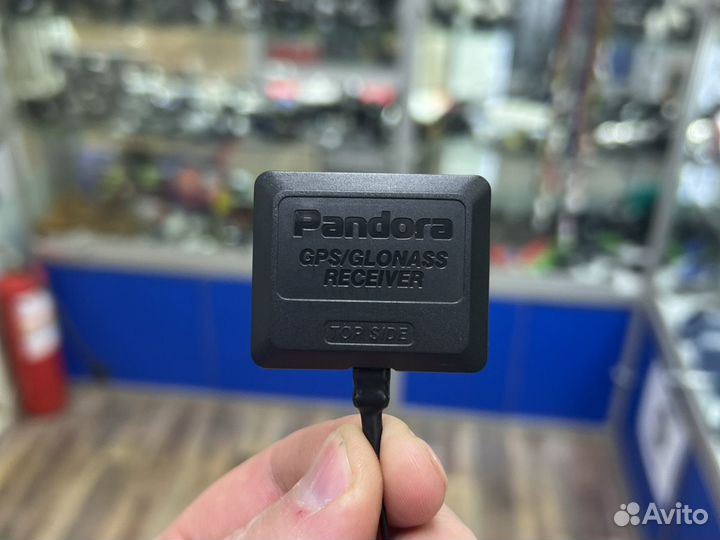 Pandora
GPS/GLONASS
RECEIVER
TOP SIDE
Avito